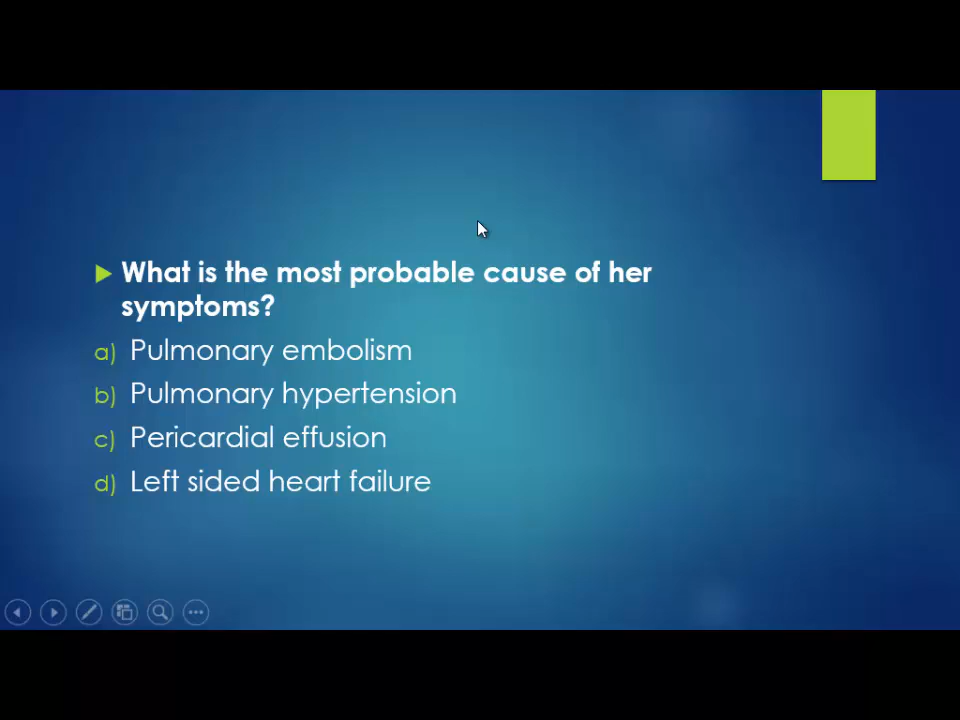 What is the most probable cause of her
symptoms?
a) Pulmonary embolism
b) Pulmonary hypertension
c) Pericardial effusion
d) Left sided heart failure